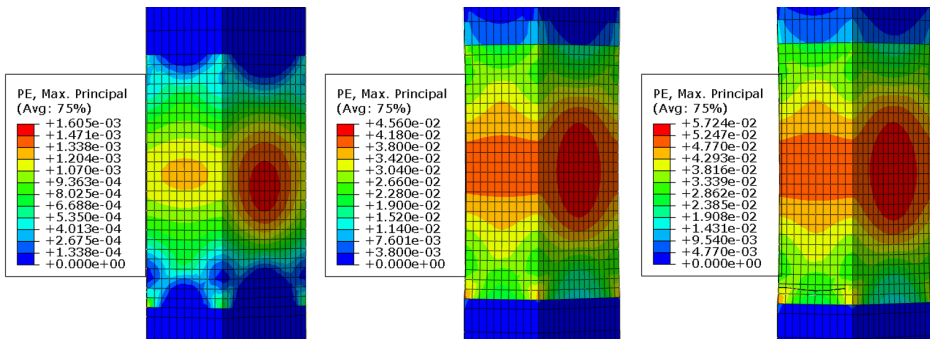 PE, Max. Principal
(Avg: 75%)
+1.605e-03
+1.471e-03
+1.338e-03
+1.204e-03
+1.070e-03
+9.363e-04
+8.025e-04
+6.688e-04
+5.350e-04
+4.013e-04
+2.675e-04
+1.338e-04
+0.000e+00
PE, Max. Principal
(Avg: 75%)
+4.560e-02
+4.180e-02
+3.800e-02
+3.420e-02
+3.040e-02
+2.660e-02
+2.280e-02
+1.900e-02
+1.520e-02
+1.140e-02
+7.601e-03
+3.800e-03
+0.000e+00
PE, Max. Principal
(Avg: 75%)
+5.724e-02
+5.247e-02
+4.770e-02
+4.293e-02
+3.816e-02
+3.339e-02
+2.862e-02
+2.385e-02
+1.908e-02
+1.431e-02
+9.540e-03
+4.770e-03
+0.000e+00